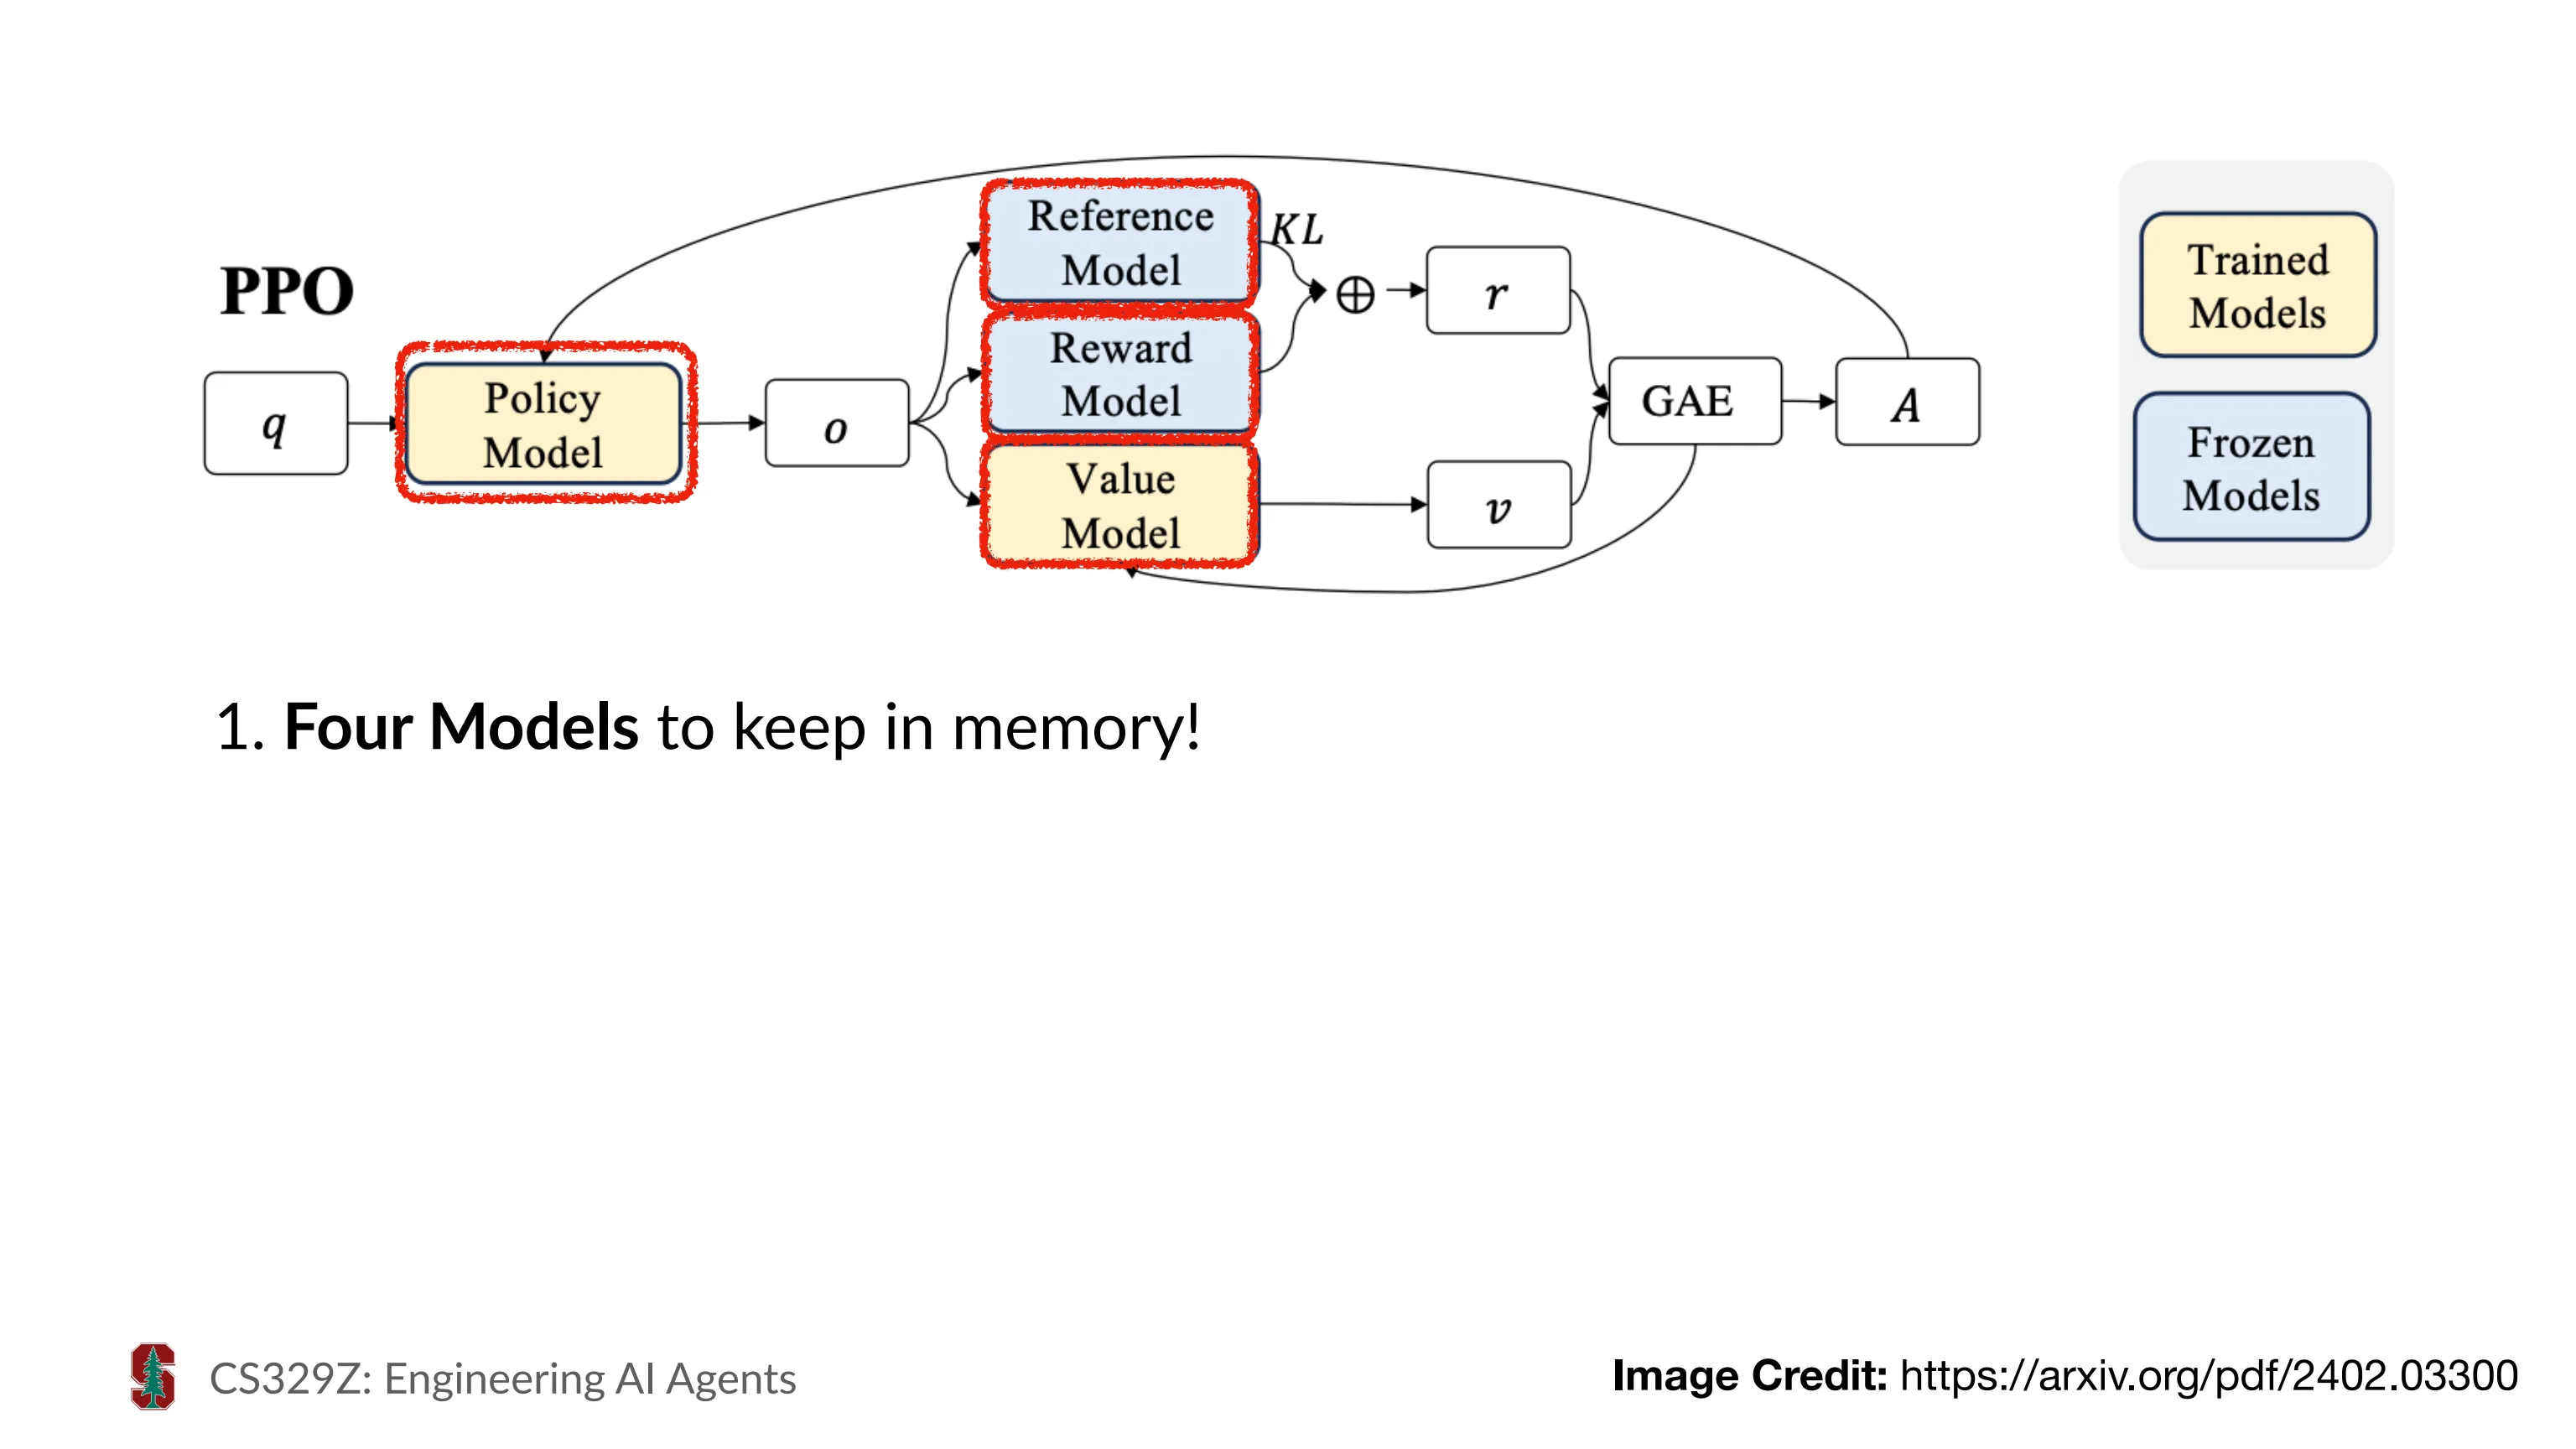 PPO
q
Policy
Model
o
Reference
Model
Reward
Model
Value
Model
KL
⊕
r
v
GAE
A
Trained
Models
Frozen
Models
1. Four Models to keep in memory!
CS329Z: Engineering AI Agents
Image Credit: https://arxiv.org/pdf/2402.03300